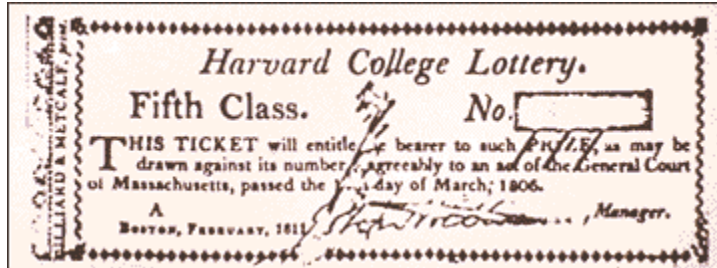 Harvard College Lottery.
Fifth Class. No.
THIS TICKET will entitle the bearer to such PRIZE, as may be
drawn against its number agreeably to an act of the General Court
of Massachusetts, passed the day of March, 1806.
A
BOSTON, FEBRUARY, 1811 Manager.
HILLIARD & METCALF, print.